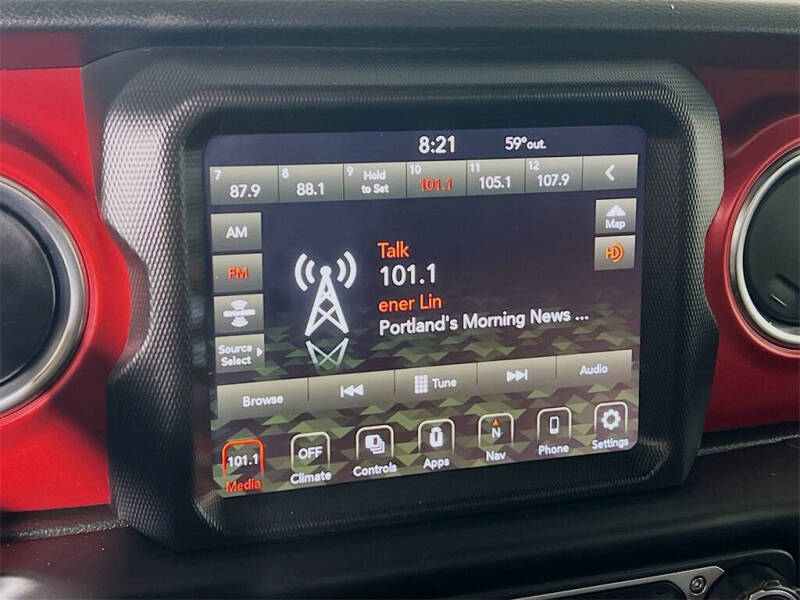 8:21 59°out.
7 87.9 8 88.1 9 Hold to Set 10 101.1 11 105.1 12 107.9
AM
Map
FM
HD
Talk
101.1
ener Lin
Portland's Morning News ...
Source
Select
Browse Tune Audio
101.1 OFF N
Media Climate Controls Apps Nav Phone Settings